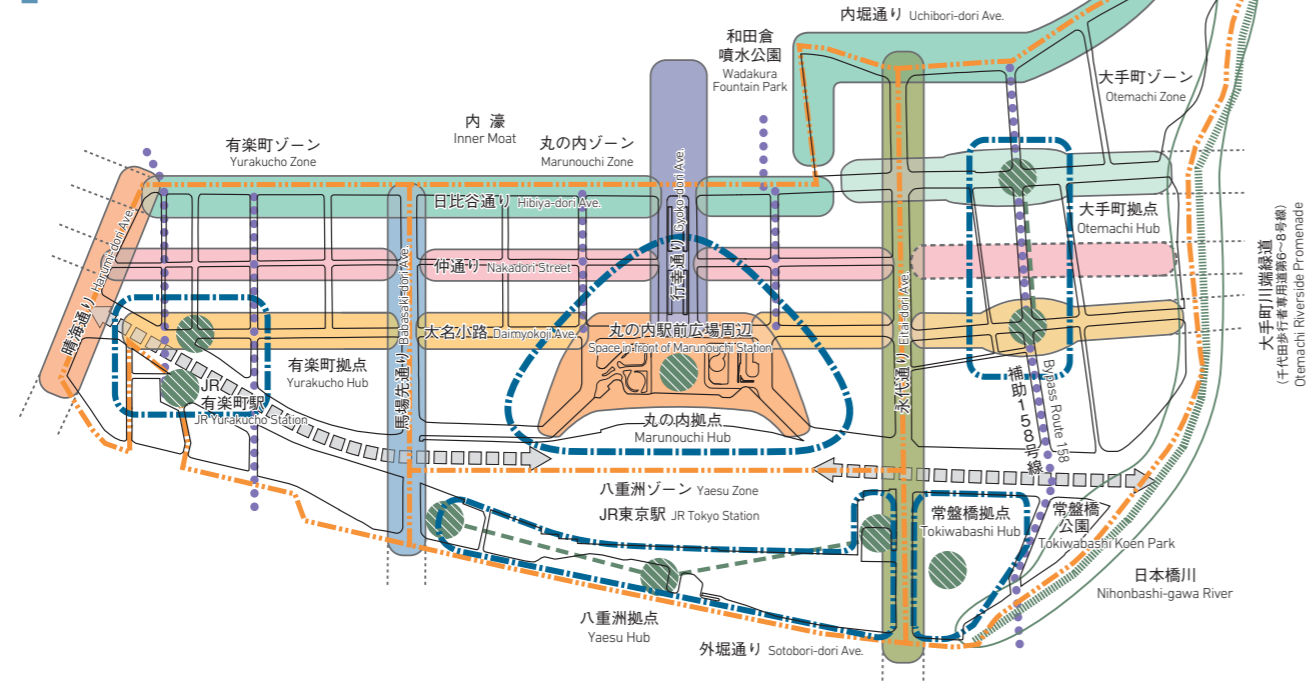 内堀通り Uchibori-dori Ave.
和田倉
噴水公園
Wadakura
Fountain Park
大手町ゾーン
Otemachi Zone
内 濠
Inner Moat
有楽町ゾーン
Yurakucho Zone
丸の内ゾーン
Marunouchi Zone
日比谷通り Hibiya-dori Ave.
大手町拠点
Otemachi Hub
仲通り Nakadori Street
行幸通り Gyoko-dori Ave.
晴海通り Harumi-dori Ave.
馬場先通り Babasaki-dori Ave.
永代通り Eitai-dori Ave.
大名小路 Daimyokoji Ave.
丸の内駅前広場周辺
Space in front of Marunouchi Station
有楽町拠点
Yurakucho Hub
JR
有楽町駅
JR Yurakucho Station
丸の内拠点
Marunouchi Hub
補助158号線
Bypass Route 158
大手町川端緑道
(千代田歩行者専用道第6~8号線)
Otemachi Riverside Promenade
八重洲ゾーン Yaesu Zone
JR東京駅 JR Tokyo Station
常盤橋拠点
Tokiwabashi Hub
常盤橋
公園
Tokiwabashi Koen Park
日本橋川
Nihonbashi-gawa River
八重洲拠点
Yaesu Hub
外堀通り Sotobori-dori Ave.